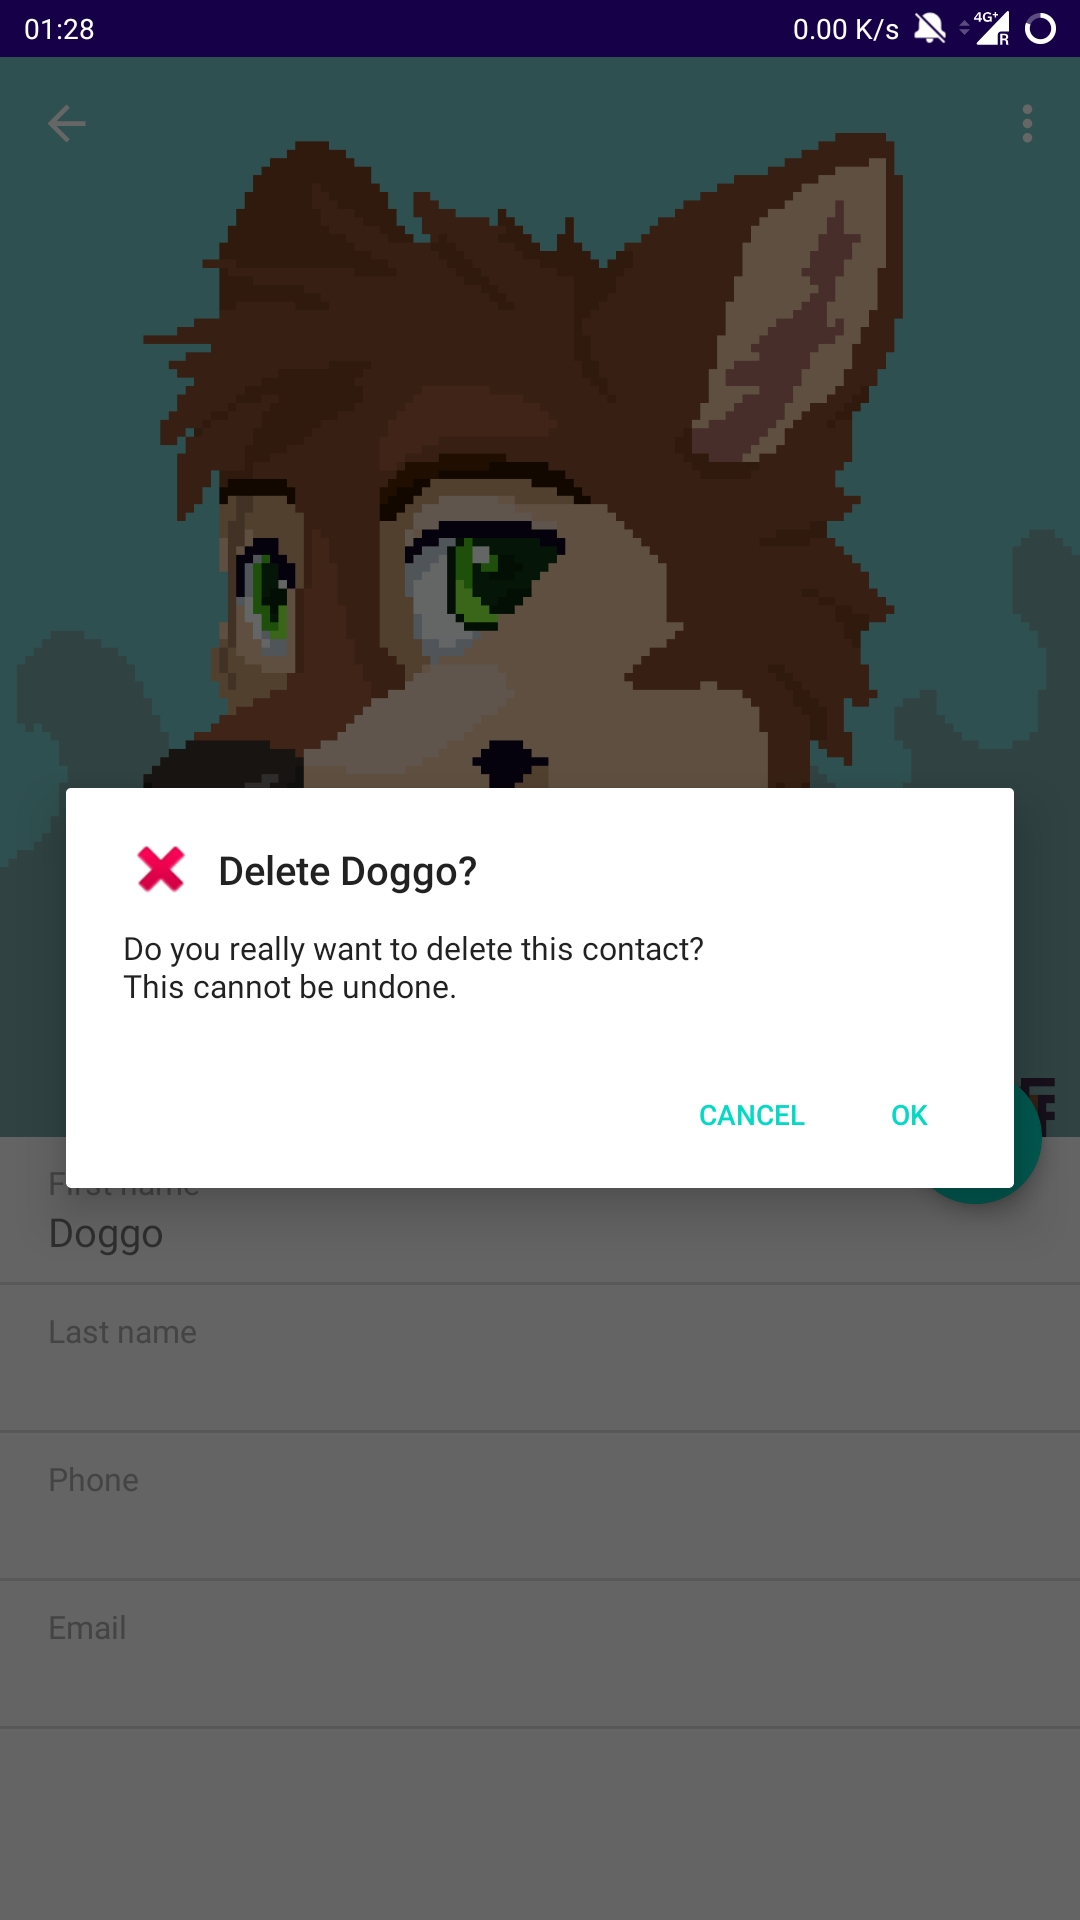 01:28
0.00 K/s
4G+
R
Delete Doggo?
Do you really want to delete this contact?
This cannot be undone.
CANCEL
OK
First name
Doggo
Last name
Phone
Email